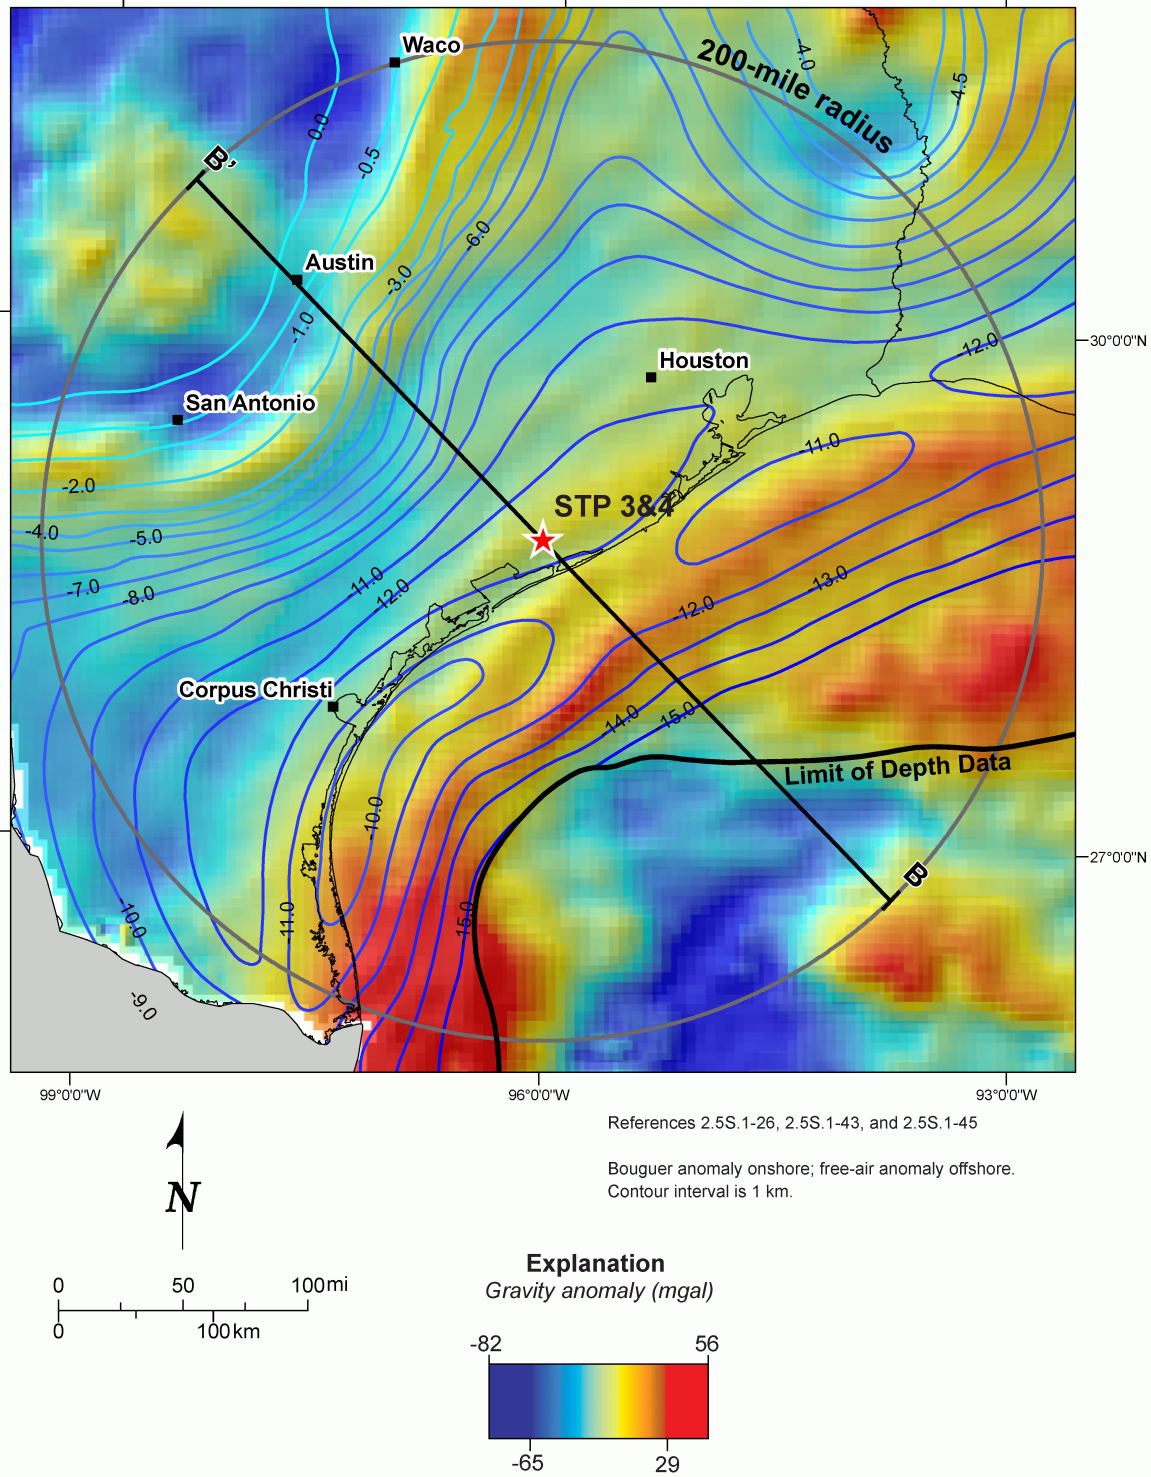 Waco
200-mile radius
-4.0
-4.5
0.0
-0.5
B’
-6.0
Austin
-3.0
-1.0
30°0'0"N
-12.0
Houston
San Antonio
-11.0
-2.0
STP 3&4
-4.0
-5.0
-7.0
-8.0
-11.0
-12.0
-13.0
-12.0
Corpus Christi
-14.0
-15.0
Limit of Depth Data
-10.0
27°0'0"N
B
-10.0
-11.0
-15.0
-9.0
99°0'0"W
96°0'0"W
93°0'0"W
References 2.5S.1-26, 2.5S.1-43, and 2.5S.1-45
Bouguer anomaly onshore; free-air anomaly offshore.
Contour interval is 1 km.
N
Explanation
Gravity anomaly (mgal)
0 50 100mi
0 100km
-82 56
-65 29